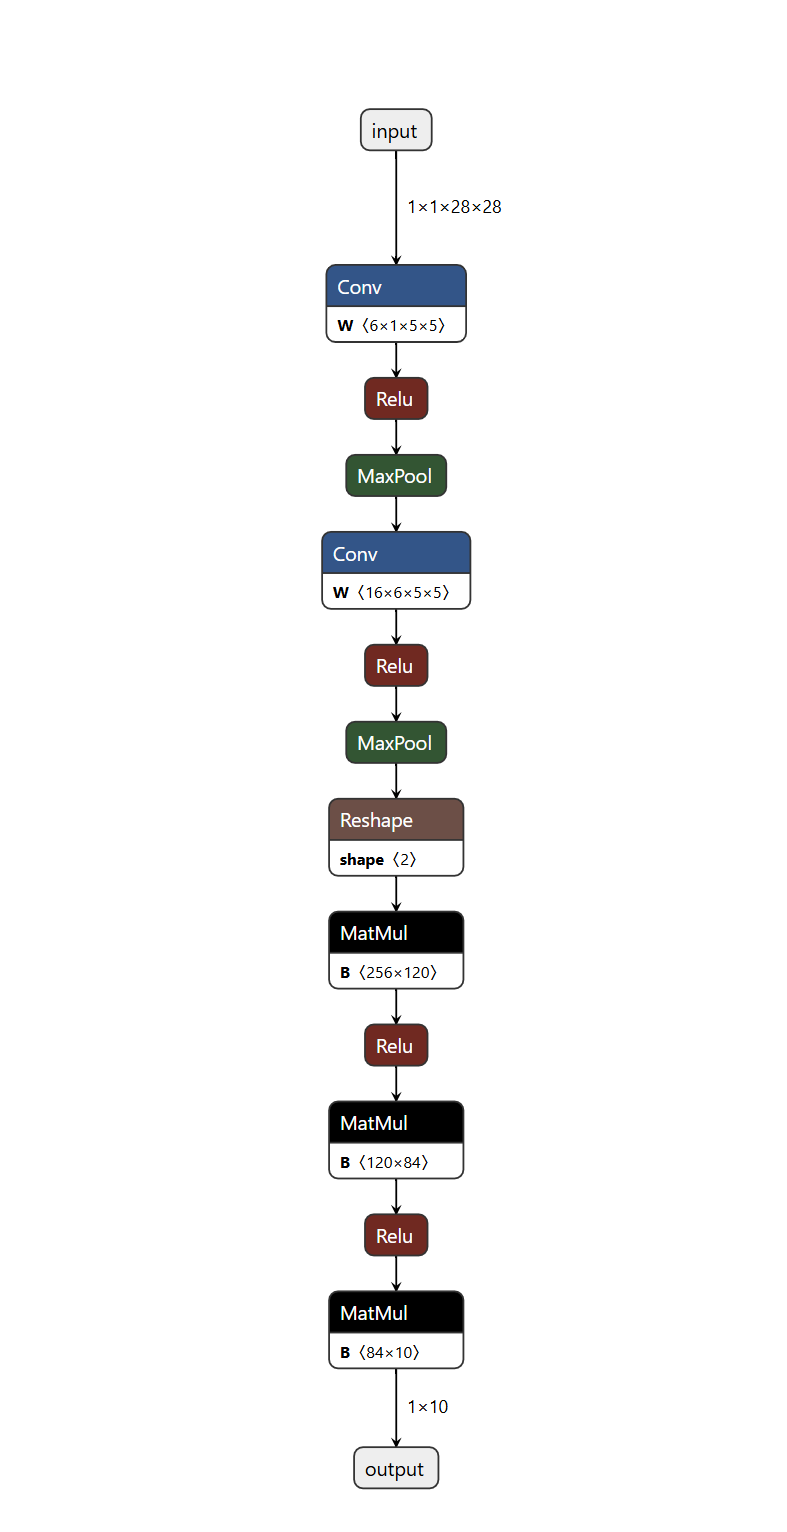 input
1×1×28×28
Conv
W 〈6×1×5×5〉
Relu
MaxPool
Conv
W 〈16×6×5×5〉
Relu
MaxPool
Reshape
shape 〈2〉
MatMul
B 〈256×120〉
Relu
MatMul
B 〈120×84〉
Relu
MatMul
B 〈84×10〉
1×10
output